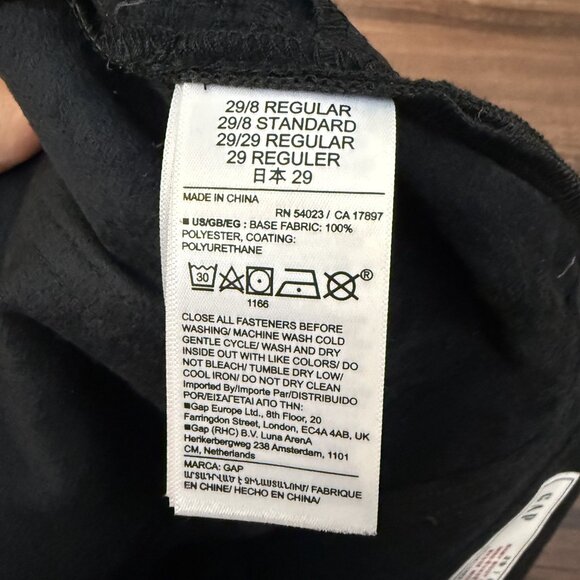 29/8 REGULAR
29/8 STANDARD
29/29 REGULAR
29 REGULER
日本 29
MADE IN CHINA
RN 54023 / CA 17897
■ US/GB/EG : BASE FABRIC: 100%
POLYESTER, COATING:
POLYURETHANE
30
®
1166
CLOSE ALL FASTENERS BEFORE
WASHING/ MACHINE WASH COLD
GENTLE CYCLE/ WASH AND DRY
INSIDE OUT WITH LIKE COLORS/ DO
NOT BLEACH/ TUMBLE DRY LOW/
COOL IRON/ DO NOT DRY CLEAN
Imported By/Importe Par/DISTRIBUIDO
POR/ΕΙΣΑΓΕΤΑΙ ΑΠΟ ΤΗΝ:
■Gap Europe Ltd., 8th Floor, 20
Farringdon Street, London, EC4A 4AB, UK
■Gap (RHC) B.V. Luna ArenA
Herikerbergweg 238 Amsterdam, 1101
CM, Netherlands
MARCA: GAP
ԱՐՏԱԴՐՎԱԾ Է ՉԻՆԱՍՏԱՆՈՒՄ/ FABRIQUE
EN CHINE/ HECHO EN CHINA/
GAP